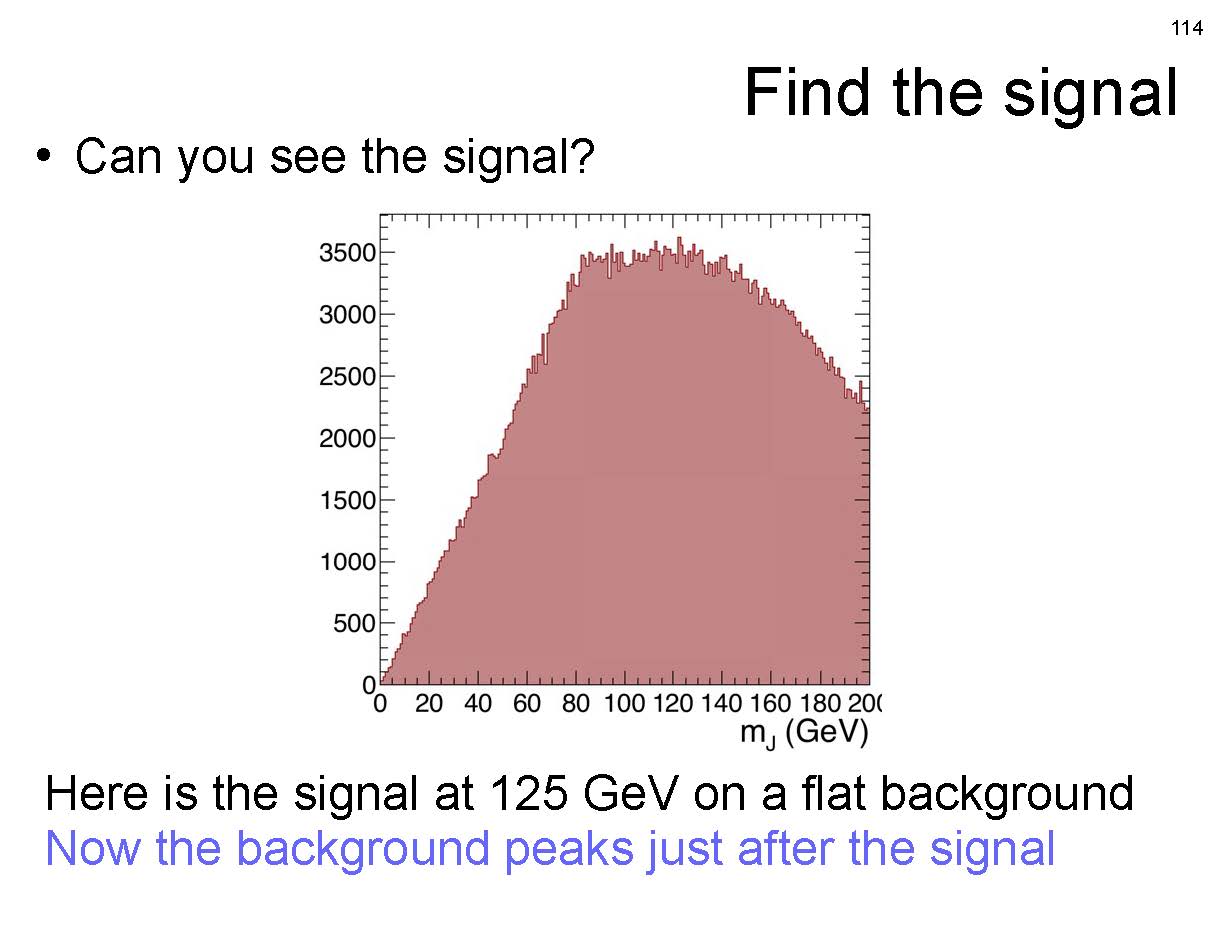 114
Find the signal
• Can you see the signal?
3500
3000
2500
2000
1500
1000
500
0
0 20 40 60 80 100 120 140 160 180 200
mJ (GeV)
Here is the signal at 125 GeV on a flat background
Now the background peaks just after the signal